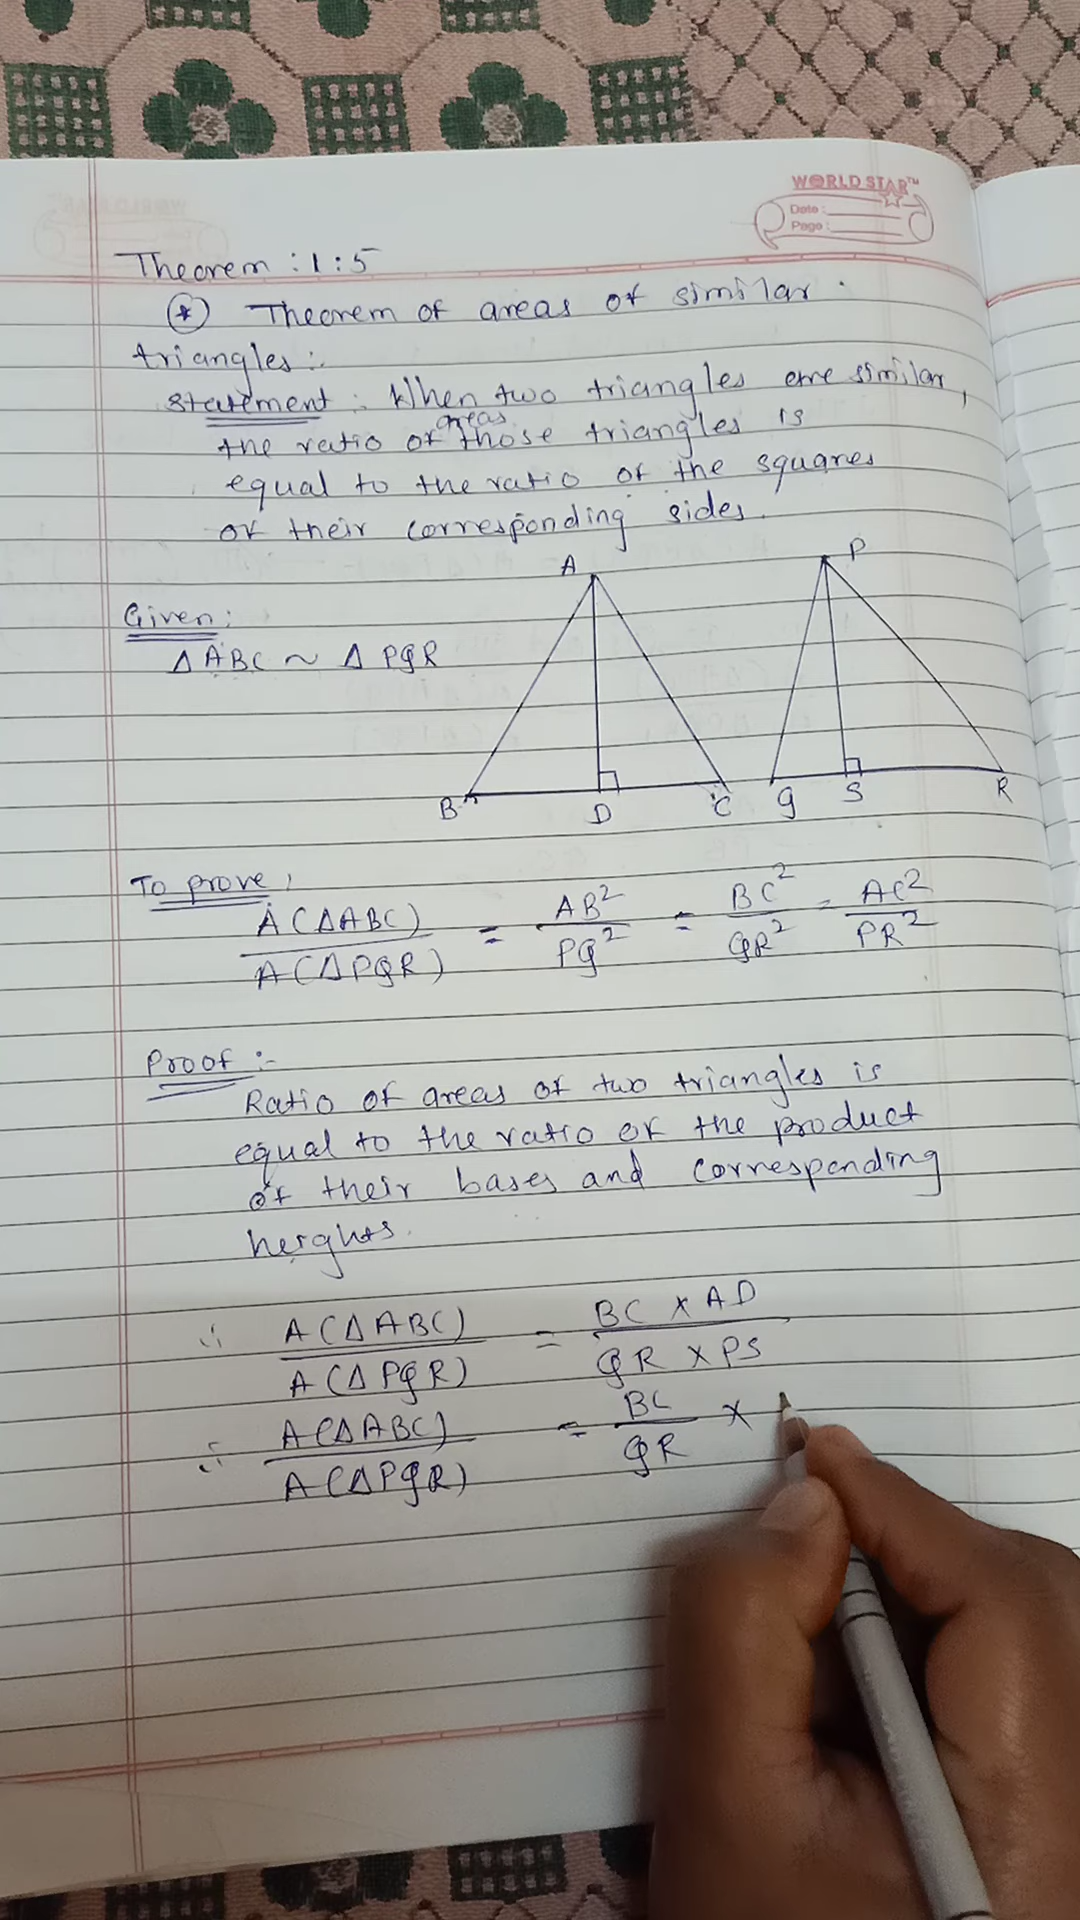 WORLD STAR™
Date:
Page:
Theorem : 1:5
* Theorem of areas of similar
triangles :-
Statement : When two triangles are similar,
the ratio of areas those triangles is
equal to the ratio of the squares
of their corresponding sides.
Given :
Δ ABC ~ Δ PQR
A
P
B
D
C
Q
S
R
To prove,
A(ΔABC)/A(ΔPQR) = AB²/PQ² = BC²/QR² = AC²/PR²
Proof :-
Ratio of areas of two triangles is
equal to the ratio of the product
of their bases and corresponding
heights.
∴ A(ΔABC)/A(ΔPQR) = BC × AD/QR × PS
∴ A(ΔABC)/A(ΔPQR) = BC/QR ×